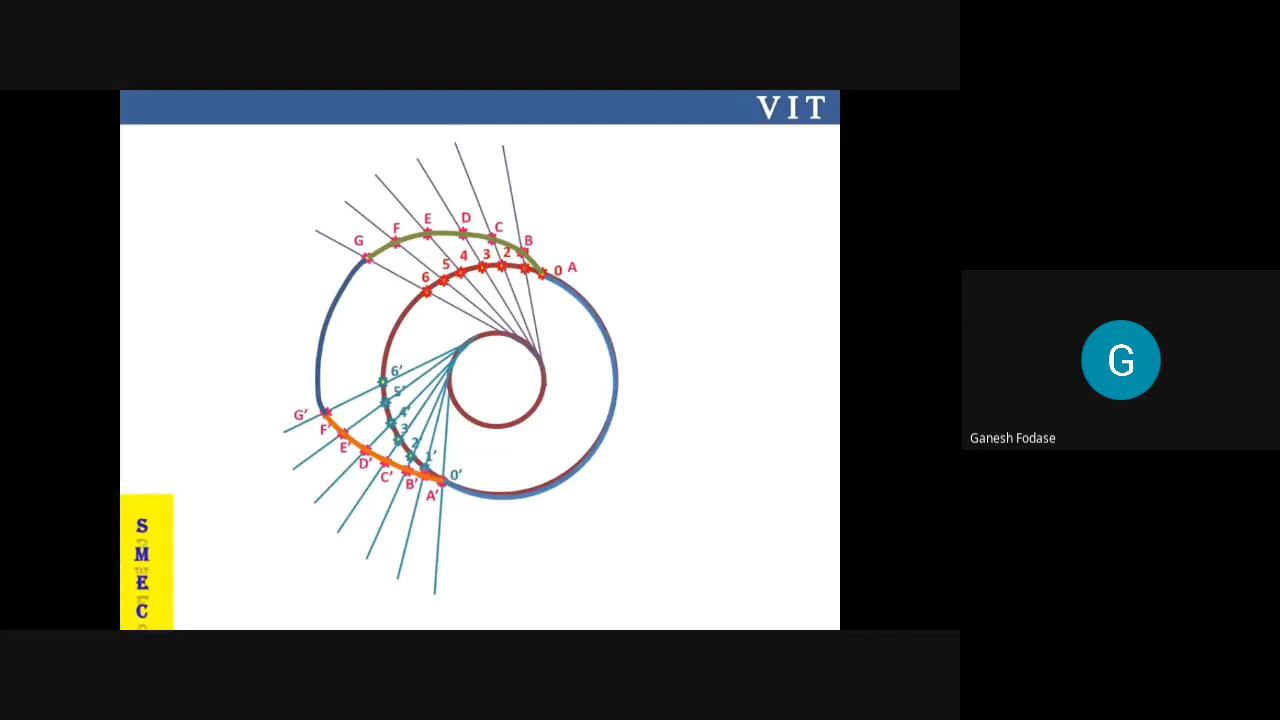 VIT
G F E D C B
6 5 4 3 2 0 A
6'
5'
4'
3
2'
1'
0'
G' F' E' D' C' B' A'
S
M
E
C
G
Ganesh Fodase